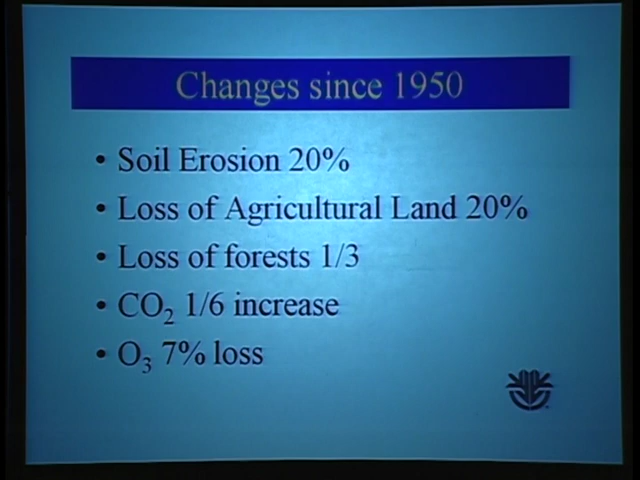 Changes since 1950
• Soil Erosion 20%
• Loss of Agricultural Land 20%
• Loss of forests 1/3
• CO₂ 1/6 increase
• O₃ 7% loss